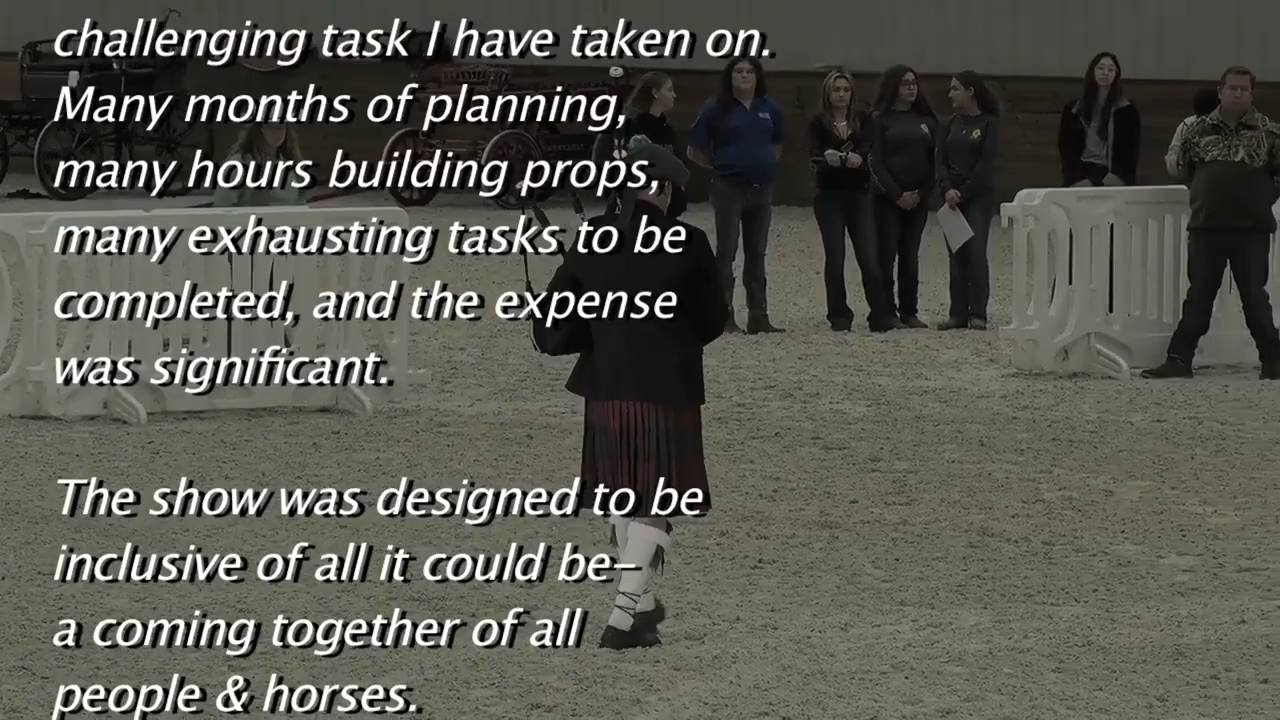 challenging task I have taken on.
Many months of planning,
many hours building props,
many exhausting tasks to be
completed, and the expense
was significant.
The show was designed to be
inclusive of all it could be–
a coming together of all
people & horses.